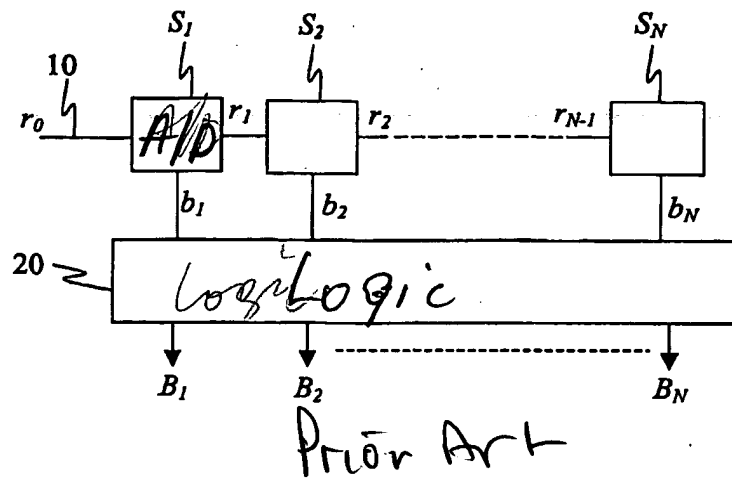 S1 S2 SN
10
r0 A/D r1 r2 rN-1
b1 b2 bN
20 Logic Logic
B1 B2 BN
Prior Art